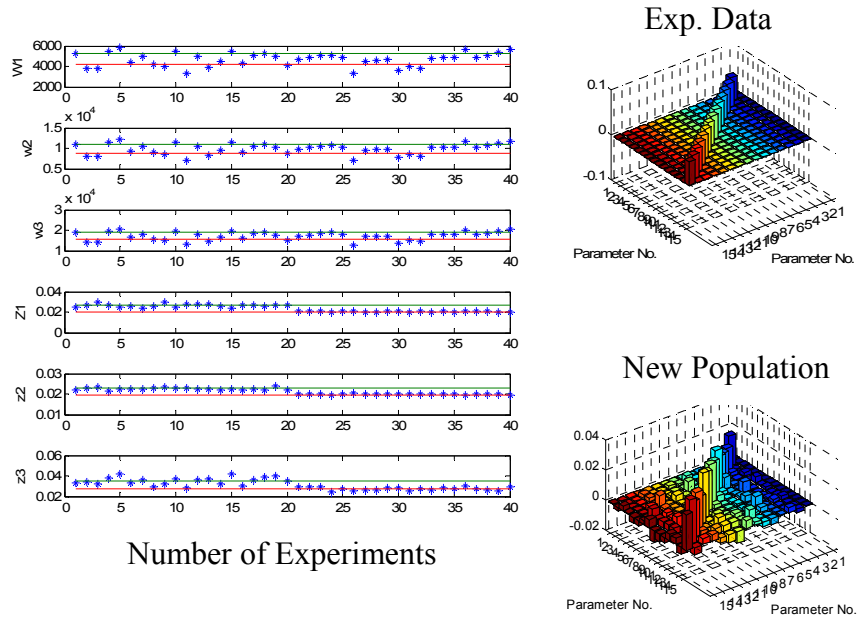 6000
4000
2000
W1
0 5 10 15 20 25 30 35 40
x 10^4
1.5
1
0.5
w2
0 5 10 15 20 25 30 35 40
x 10^4
3
2
1
w3
0 5 10 15 20 25 30 35 40
0.04
0.02
0
Z1
0 5 10 15 20 25 30 35 40
0.03
0.02
0.01
z2
0 5 10 15 20 25 30 35 40
0.06
0.04
0.02
z3
0 5 10 15 20 25 30 35 40
Number of Experiments
Exp. Data
0.1
0
-0.1
Parameter No.
Parameter No.
New Population
0.04
0.02
0
-0.02
Parameter No.
Parameter No.